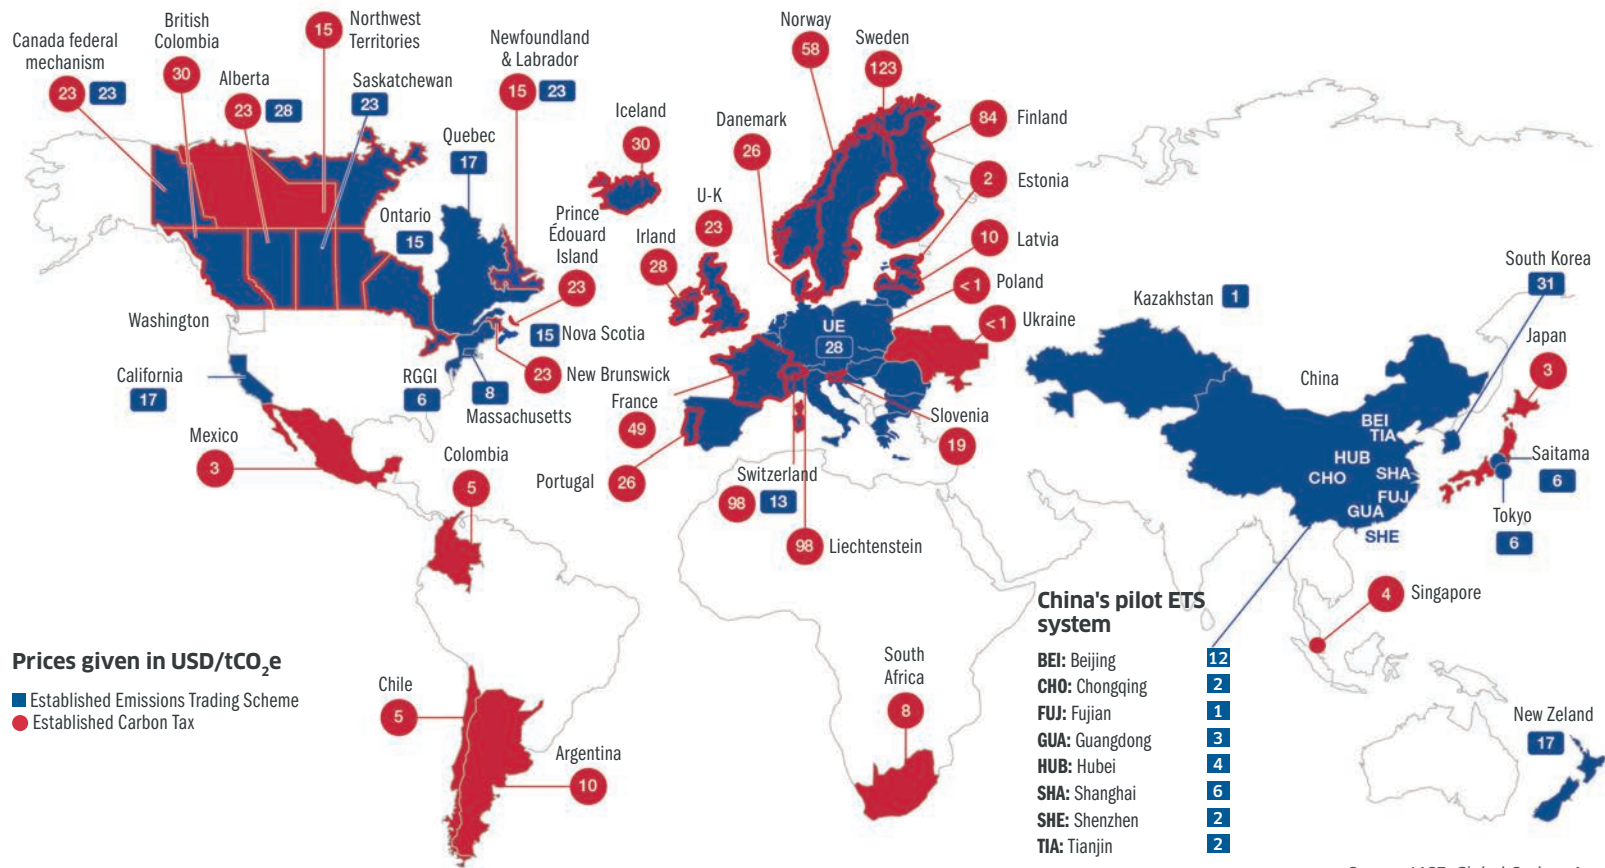 Canada federal
mechanism
23 23
British
Colombia
30
Alberta
23 28
15
Northwest
Territories
Saskatchewan
23
Newfoundland
& Labrador
15 23
Quebec
17
Ontario
15
Prince
Édouard
Island
23
Iceland
30
Washington
California
17
RGGI
6
8
Massachusetts
15 Nova Scotia
23 New Brunswick
Mexico
3
Colombia
5
Chile
5
Argentina
10
Norway
58
Sweden
123
84 Finland
Danemark
26
2 Estonia
U-K
23
Irland
28
10 Latvia
<1 Poland
<1 Ukraine
UE
28
France
49
Portugal
26
Switzerland
98 13
98 Liechtenstein
Slovenia
19
South
Africa
8
Kazakhstan 1
China
BEI
TIA
HUB
CHO
SHA
FUJ
GUA
SHE
South Korea
31
Japan
3
Saitama
6
Tokyo
6
4 Singapore
New Zeland
17
Prices given in USD/tCO₂e
Established Emissions Trading Scheme
Established Carbon Tax
China's pilot ETS
system
BEI: Beijing 12
CHO: Chongqing 2
FUJ: Fujian 1
GUA: Guangdong 3
HUB: Hubei 4
SHA: Shanghai 6
SHE: Shenzhen 2
TIA: Tianjin 2